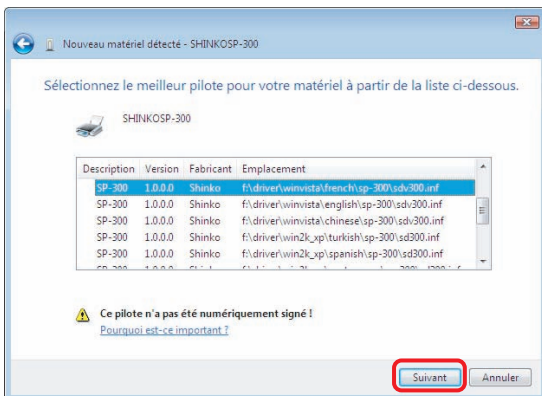 Nouveau matériel détecté - SHINKOSP-300
Sélectionnez le meilleur pilote pour votre matériel à partir de la liste ci-dessous.
SHINKOSP-300
Description Version Fabricant Emplacement
SP-300 1.0.0.0 Shinko f:\driver\winvista\french\sp-300\sdv300.inf
SP-300 1.0.0.0 Shinko f:\driver\winvista\english\sp-300\sdv300.inf
SP-300 1.0.0.0 Shinko f:\driver\winvista\chinese\sp-300\sdv300.inf
SP-300 1.0.0.0 Shinko f:\driver\win2k_xp\turkish\sp-300\sd300.inf
SP-300 1.0.0.0 Shinko f:\driver\win2k_xp\spanish\sp-300\sd300.inf
Ce pilote n'a pas été numériquement signé !
Pourquoi est-ce important ?
Suivant Annuler